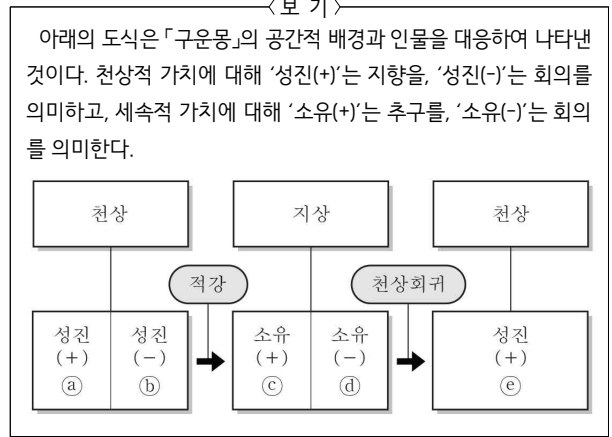 〈보 기〉
아래의 도식은 「구운몽」의 공간적 배경과 인물을 대응하여 나타낸
것이다. 천상적 가치에 대해 ‘성진(+)’는 지향을, ‘성진(-)’는 회의를
의미하고, 세속적 가치에 대해 ‘소유(+)’는 추구를, ‘소유(-)’는 회의
를 의미한다.
천상 지상 천상
적강 천상회귀
성진 성진 소유 소유 성진
(+) (-) (+) (-) (+)
ⓐ ⓑ ⓒ ⓓ ⓔ